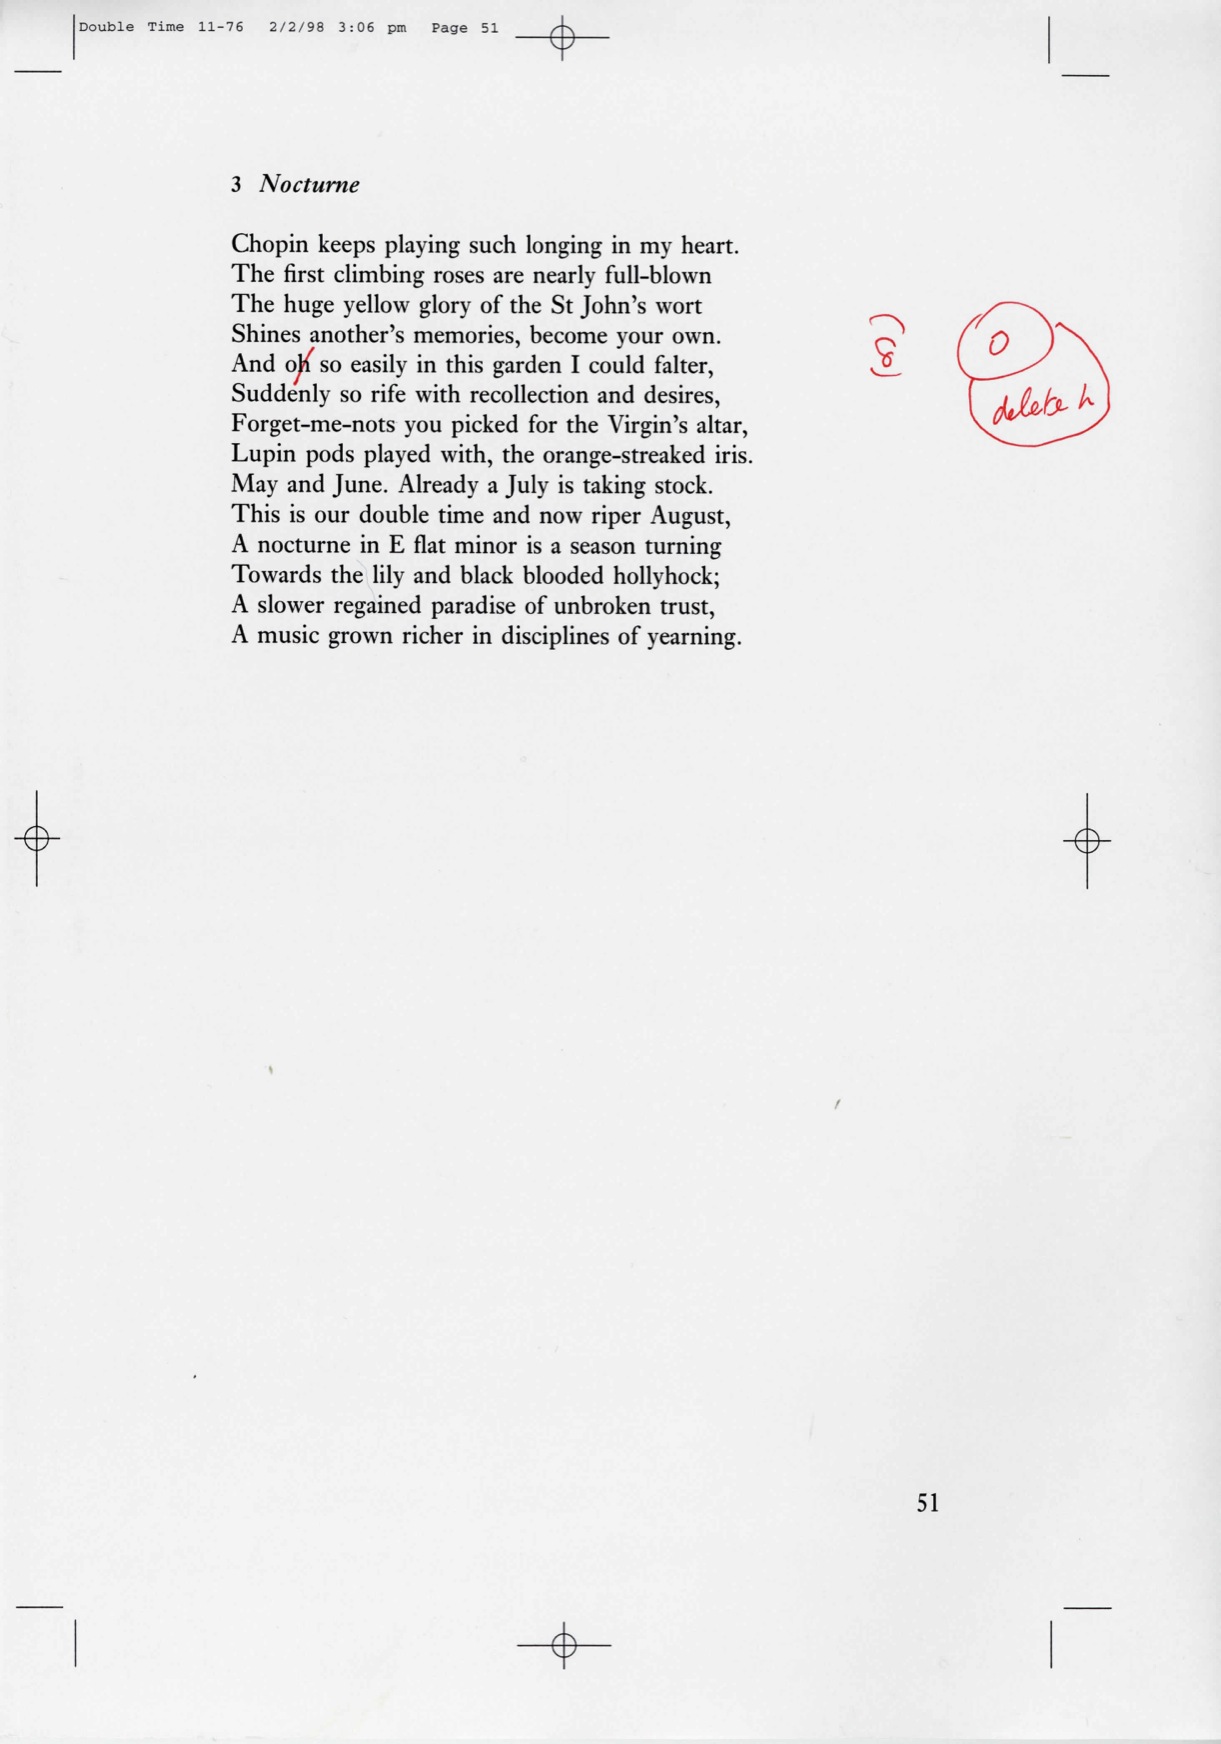 Double Time 11-76 2/2/98 3:06 pm Page 51
3 Nocturne
Chopin keeps playing such longing in my heart.
The first climbing roses are nearly full-blown
The huge yellow glory of the St John's wort
Shines another's memories, become your own.
And oh so easily in this garden I could falter,
Suddenly so rife with recollection and desires,
Forget-me-nots you picked for the Virgin's altar,
Lupin pods played with, the orange-streaked iris.
May and June. Already a July is taking stock.
This is our double time and now riper August,
A nocturne in E flat minor is a season turning
Towards the lily and black blooded hollyhock;
A slower regained paradise of unbroken trust,
A music grown richer in disciplines of yearning.
O
delete h
51